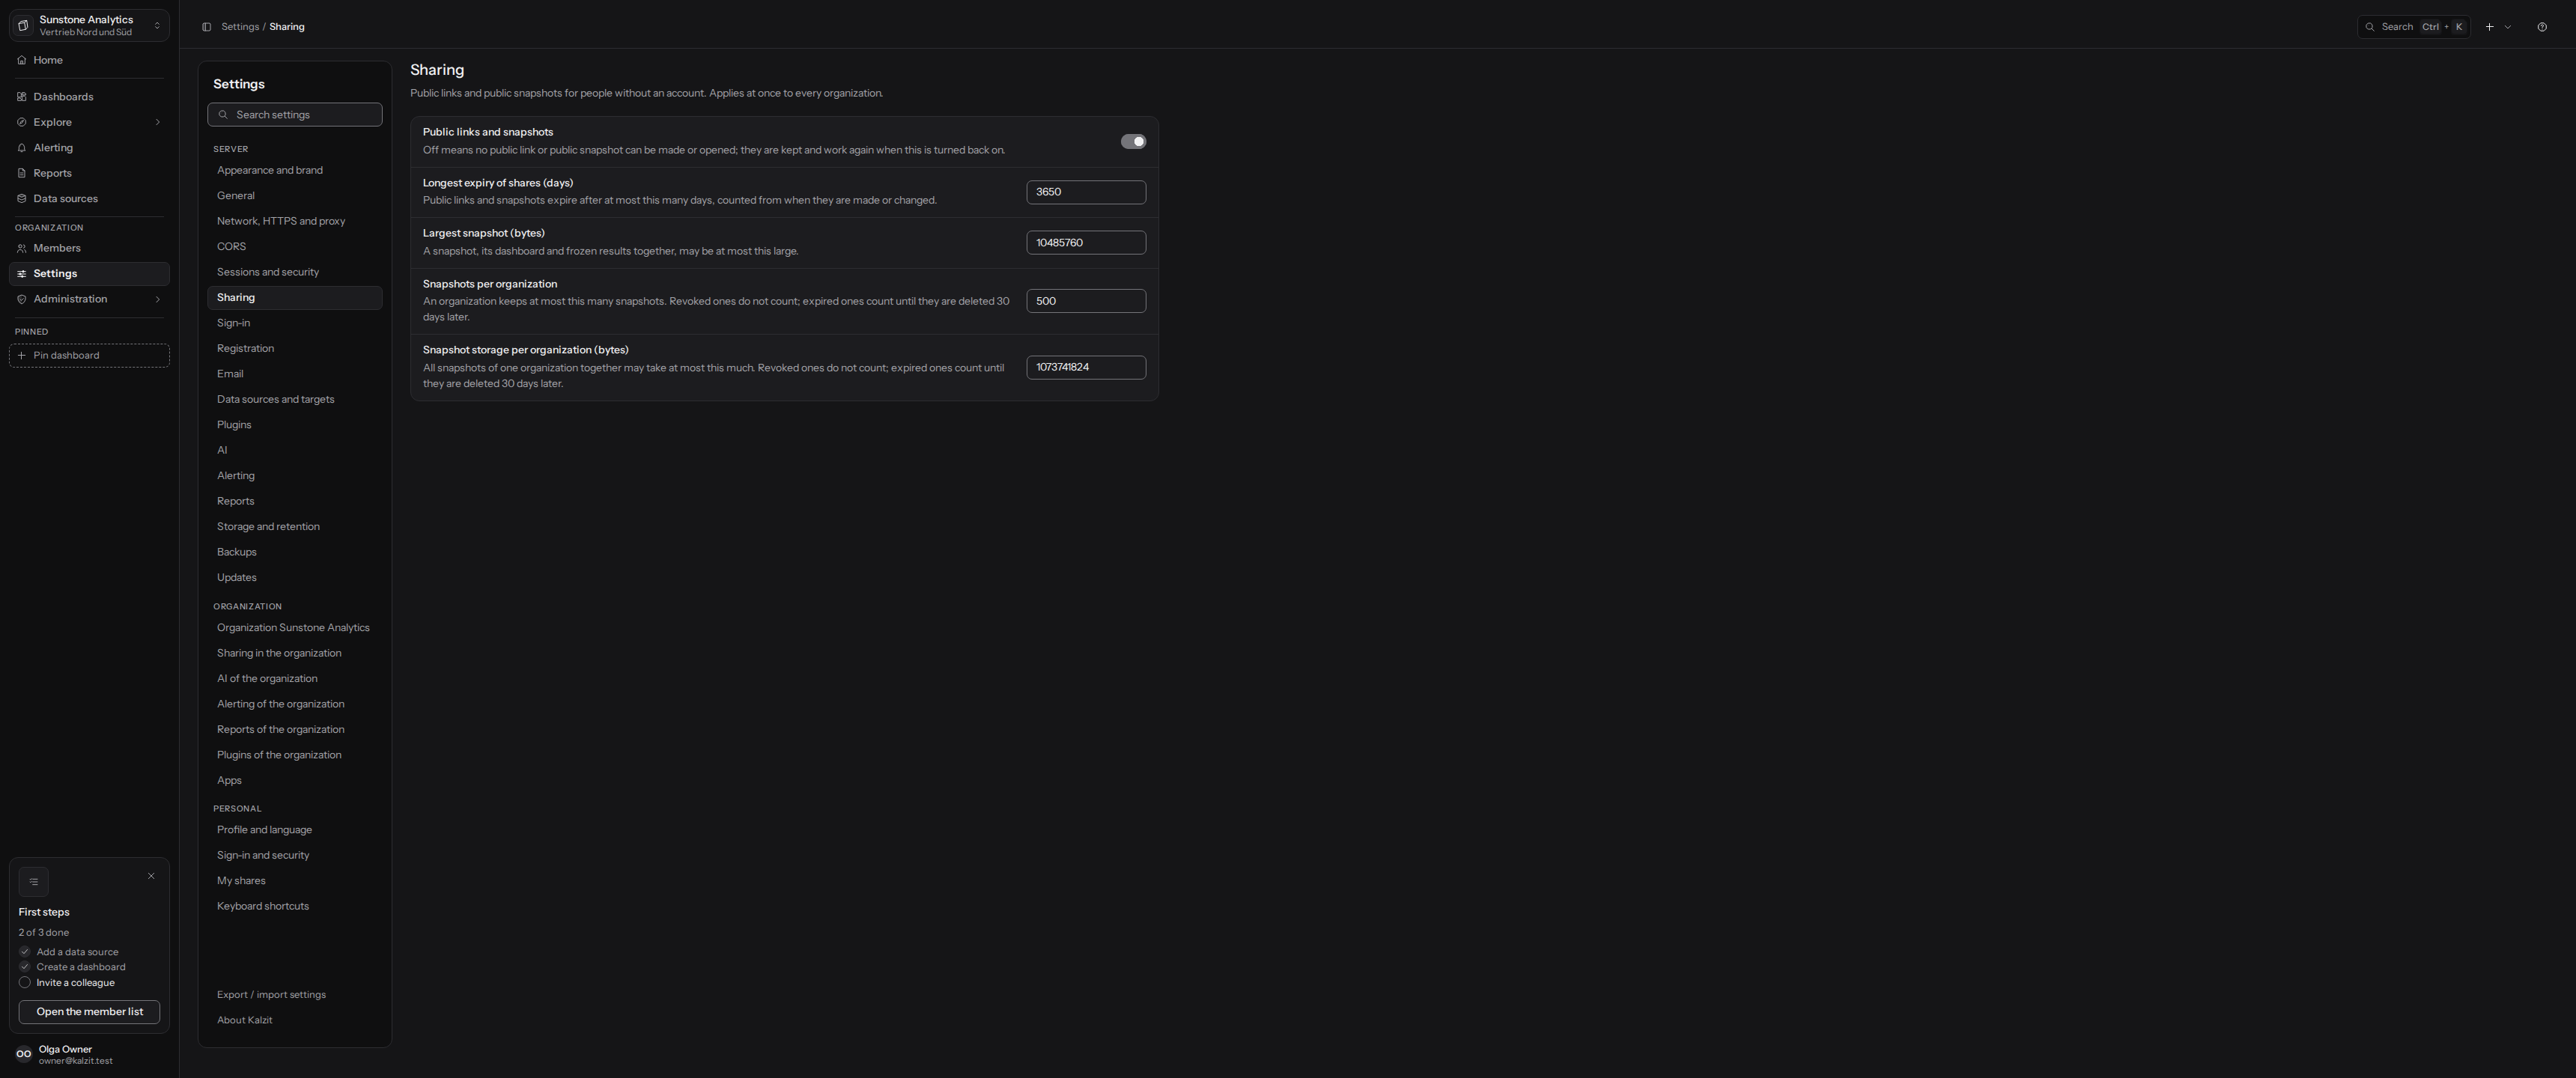 Sunstone Analytics
Vertrieb Nord und Süd
Home
Dashboards
Explore
Alerting
Reports
Data sources
ORGANIZATION
Members
Settings
Administration
PINNED
Pin dashboard
First steps
2 of 3 done
Add a data source
Create a dashboard
Invite a colleague
Open the member list
OO
Olga Owner
owner@kalzit.test
Settings / Sharing
Search Ctrl + K
Settings
Search settings
SERVER
Appearance and brand
General
Network, HTTPS and proxy
CORS
Sessions and security
Sharing
Sign-in
Registration
Email
Data sources and targets
Plugins
AI
Alerting
Reports
Storage and retention
Backups
Updates
ORGANIZATION
Organization Sunstone Analytics
Sharing in the organization
AI of the organization
Alerting of the organization
Reports of the organization
Plugins of the organization
Apps
PERSONAL
Profile and language
Sign-in and security
My shares
Keyboard shortcuts
Export / import settings
About Kalzit
Sharing
Public links and public snapshots for people without an account. Applies at once to every organization.
Public links and snapshots
Off means no public link or public snapshot can be made or opened; they are kept and work again when this is turned back on.
Longest expiry of shares (days)
Public links and snapshots expire after at most this many days, counted from when they are made or changed.
3650
Largest snapshot (bytes)
A snapshot, its dashboard and frozen results together, may be at most this large.
10485760
Snapshots per organization
An organization keeps at most this many snapshots. Revoked ones do not count; expired ones count until they are deleted 30
days later.
500
Snapshot storage per organization (bytes)
All snapshots of one organization together may take at most this much. Revoked ones do not count; expired ones count until
they are deleted 30 days later.
1073741824